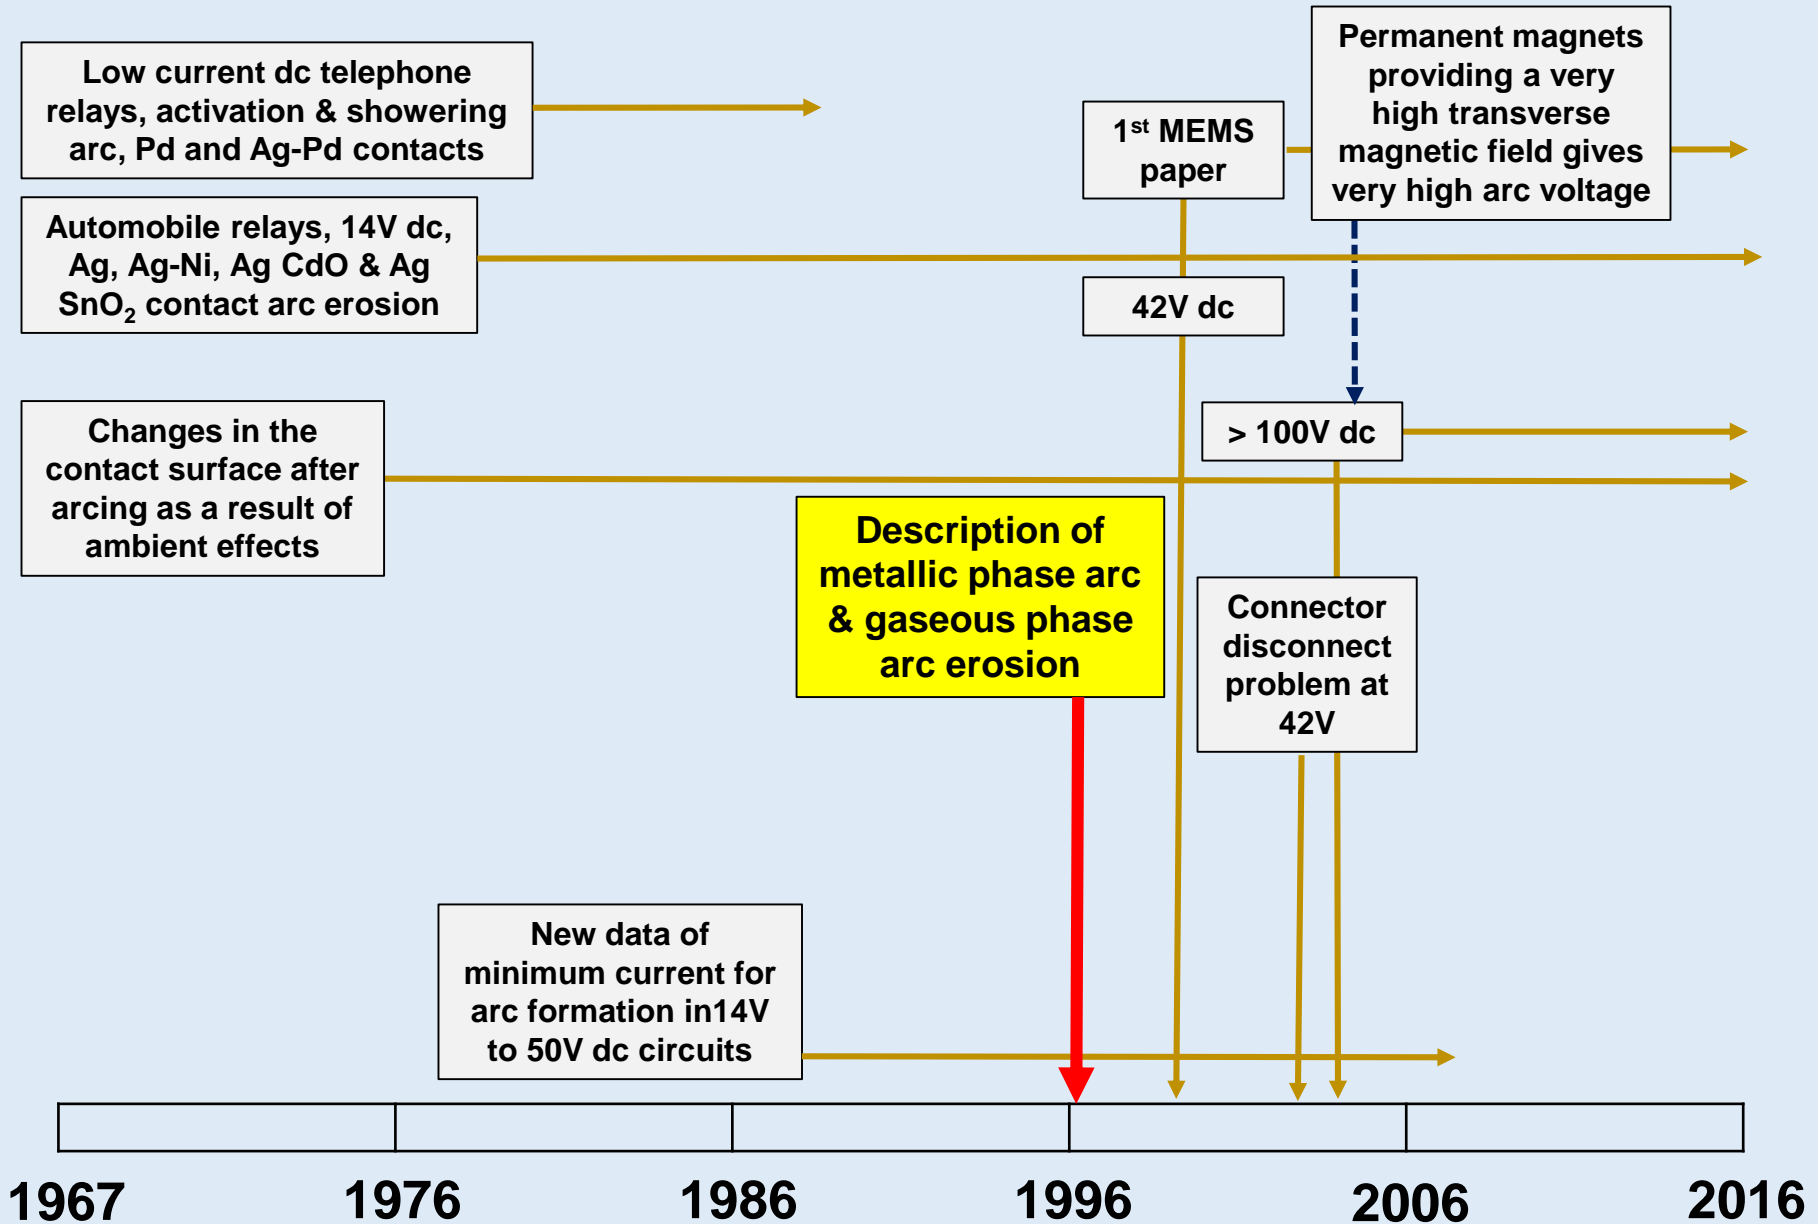 Low current dc telephone
relays, activation & showering
arc, Pd and Ag-Pd contacts
1st MEMS
paper
Permanent magnets
providing a very
high transverse
magnetic field gives
very high arc voltage
Automobile relays, 14V dc,
Ag, Ag-Ni, Ag CdO & Ag
SnO₂ contact arc erosion
42V dc
> 100V dc
Changes in the
contact surface after
arcing as a result of
ambient effects
Description of
metallic phase arc
& gaseous phase
arc erosion
Connector
disconnect
problem at
42V
New data of
minimum current for
arc formation in14V
to 50V dc circuits
1967 1976 1986 1996 2006 2016